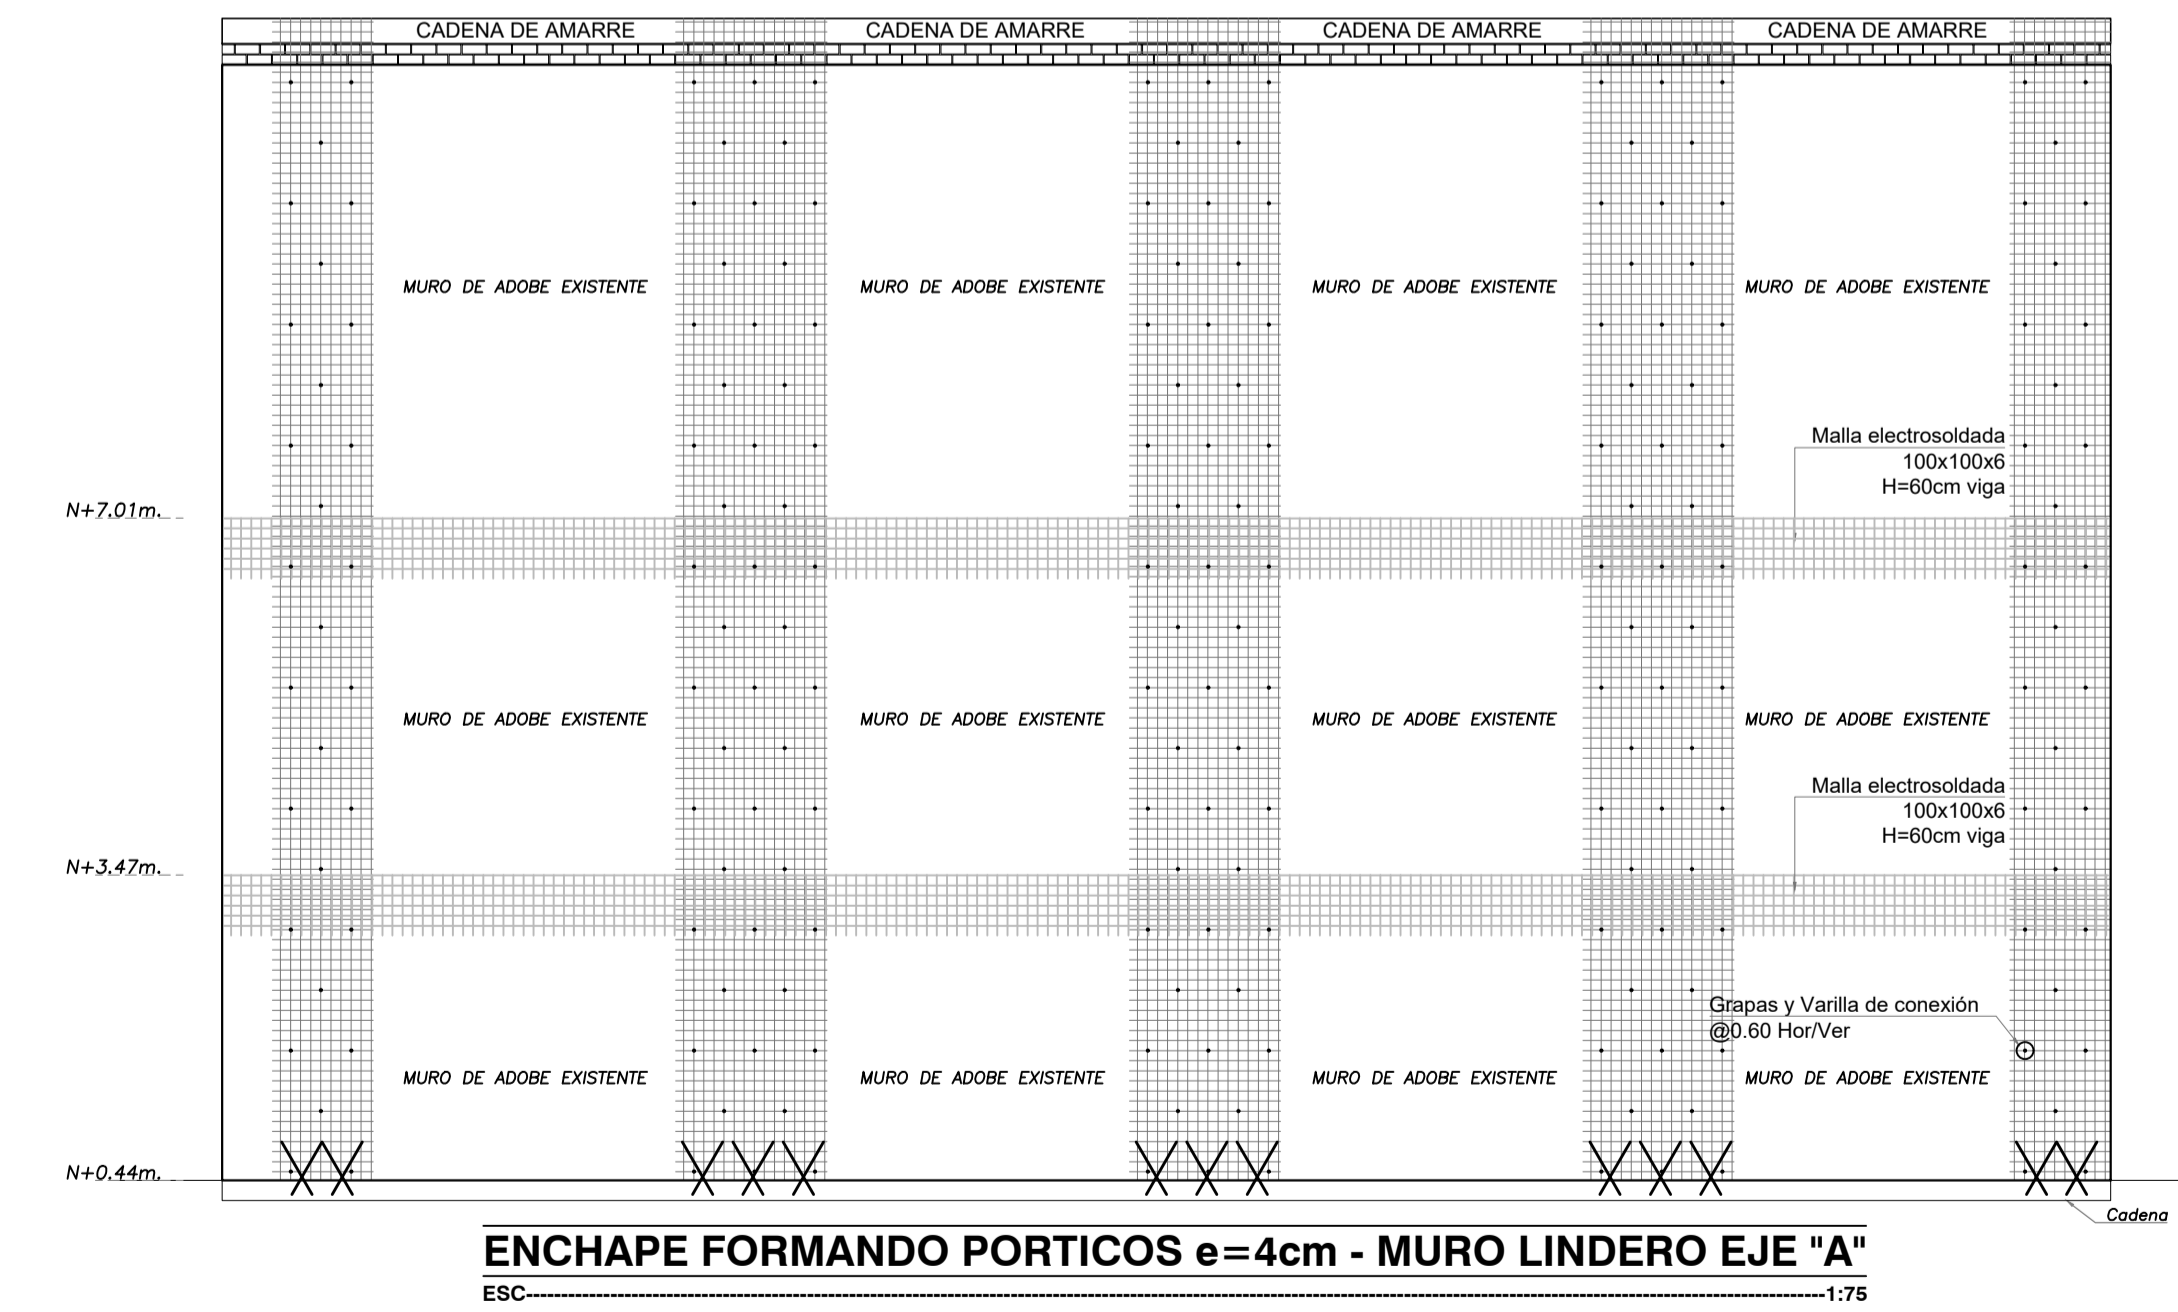 CADENA DE AMARRE CADENA DE AMARRE CADENA DE AMARRE CADENA DE AMARRE
MURO DE ADOBE EXISTENTE MURO DE ADOBE EXISTENTE MURO DE ADOBE EXISTENTE MURO DE ADOBE EXISTENTE
Malla electrosoldada
100x100x6
H=60cm viga
N+7.01m.
MURO DE ADOBE EXISTENTE MURO DE ADOBE EXISTENTE MURO DE ADOBE EXISTENTE MURO DE ADOBE EXISTENTE
Malla electrosoldada
100x100x6
H=60cm viga
N+3.47m.
Grapas y Varilla de conexión
@0.60 Hor/Ver
MURO DE ADOBE EXISTENTE MURO DE ADOBE EXISTENTE MURO DE ADOBE EXISTENTE MURO DE ADOBE EXISTENTE
N+0.44m.
Cadena
ENCHAPE FORMANDO PORTICOS e=4cm - MURO LINDERO EJE "A"
ESC-----------------------------------------------------------------------------------------------1:75